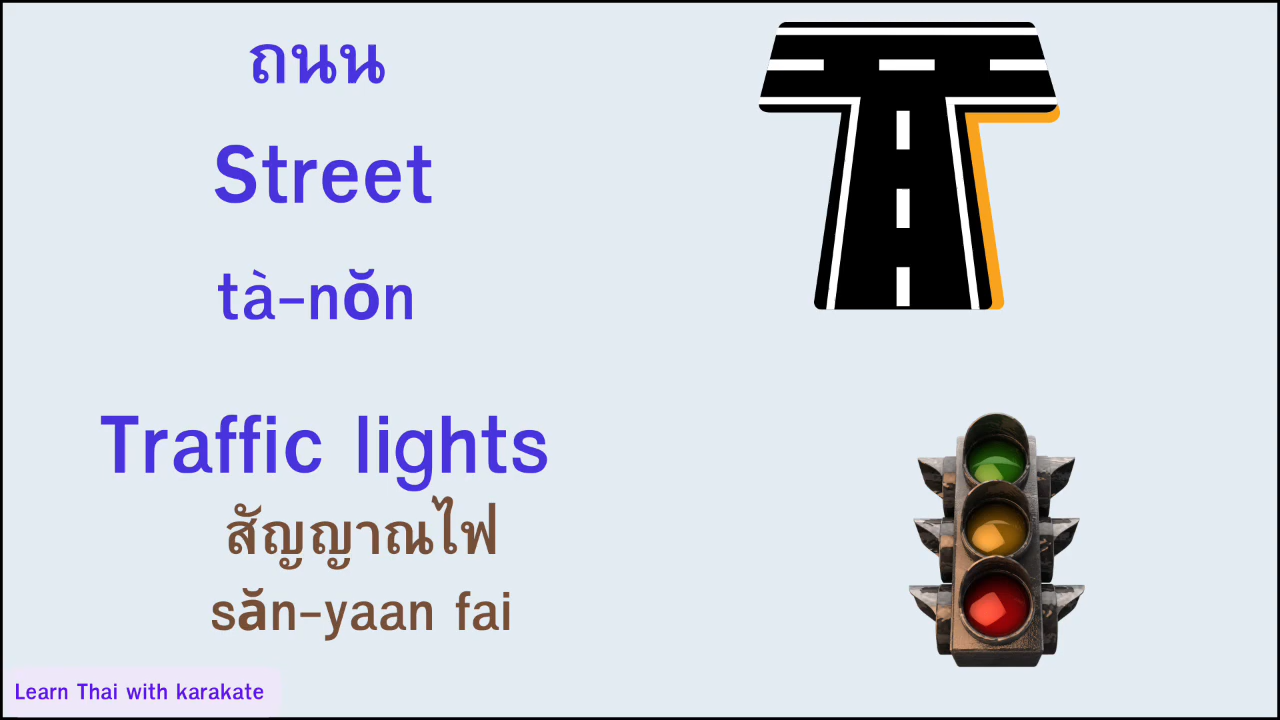 ถนน
Street
tà-nŏn
Traffic lights
สัญญาณไฟ
săn-yaan fai
Learn Thai with karakate